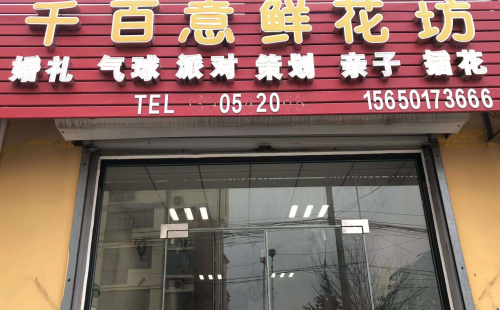 千百意鲜花坊
婚礼 气球 派对 策划 亲子 插花
TEL 05 20 15650173666